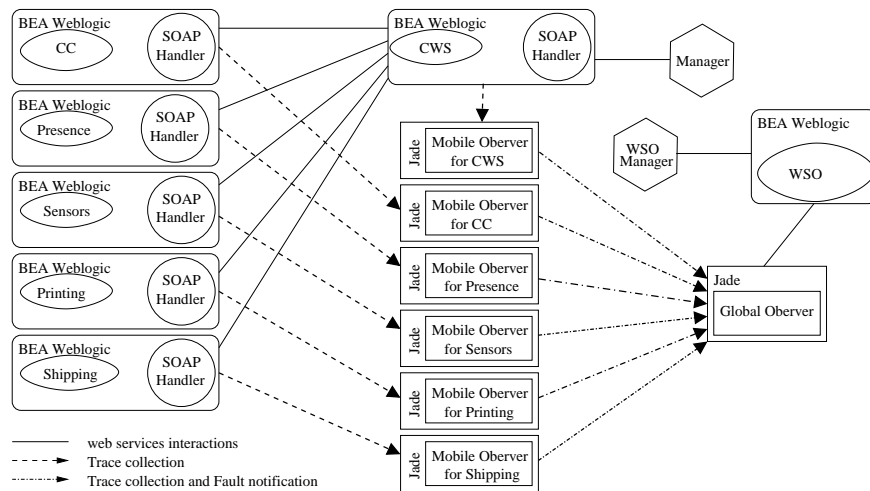 BEA Weblogic
CC
SOAP
Handler
BEA Weblogic
CWS
SOAP
Handler
Manager
BEA Weblogic
Presence
SOAP
Handler
BEA Weblogic
WSO
WSO
Manager
Jade
Mobile Oberver
for CWS
BEA Weblogic
Sensors
SOAP
Handler
Jade
Mobile Oberver
for CC
BEA Weblogic
Printing
SOAP
Handler
Jade
Mobile Oberver
for Presence
Jade
Global Oberver
BEA Weblogic
Shipping
SOAP
Handler
Jade
Mobile Oberver
for Sensors
Jade
Mobile Oberver
for Printing
Jade
Mobile Oberver
for Shipping
web services interactions
Trace collection
Trace collection and Fault notification